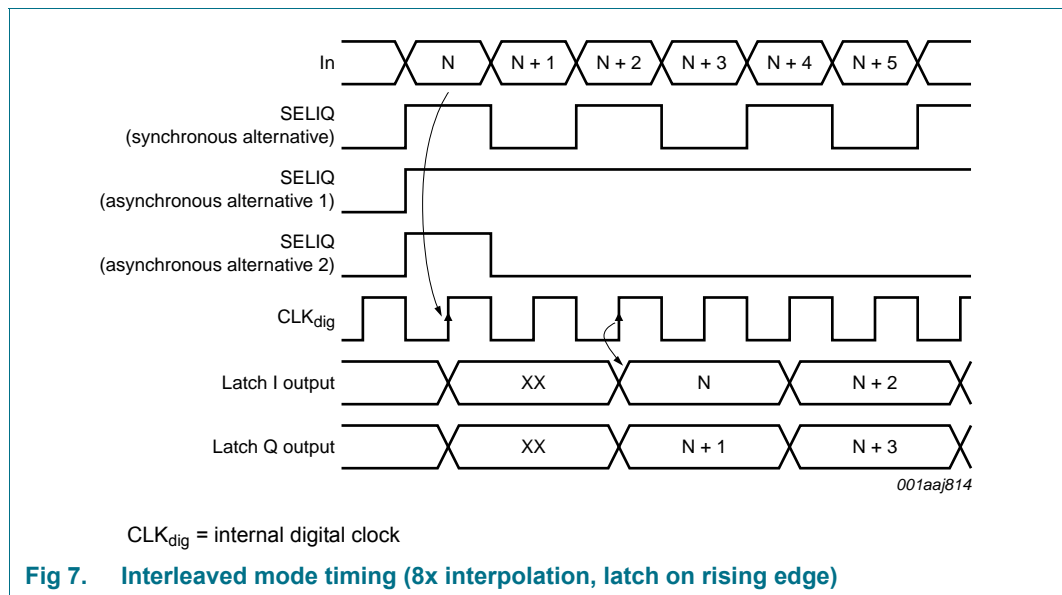 In
N
N + 1
N + 2
N + 3
N + 4
N + 5
SELIQ
(synchronous alternative)
SELIQ
(asynchronous alternative 1)
SELIQ
(asynchronous alternative 2)
CLKdig
Latch I output
XX
N
N + 2
Latch Q output
XX
N + 1
N + 3
001aaj814
CLKdig = internal digital clock
Fig 7. Interleaved mode timing (8x interpolation, latch on rising edge)